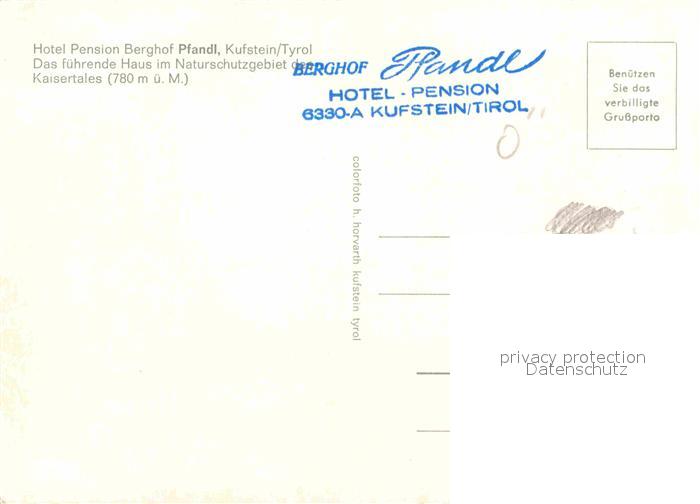 Hotel Pension Berghof Pfandl, Kufstein/Tyrol
Das führende Haus im Naturschutzgebiet des
Kaisertales (780 m ü. M.)
BERGHOF Pfandl
HOTEL - PENSION
6330-A KUFSTEIN/TIROL
Benützen
Sie das
verbilligte
Grußporto
colorfoto h. horvarth kufstein tyrol
privacy protection
Datenschutz